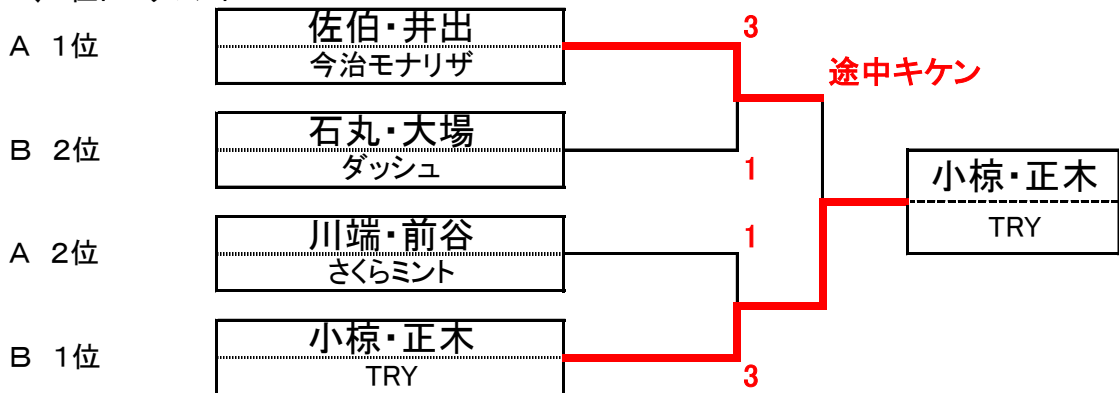 A 1位
佐伯・井出
今治モナリザ
3
途中キケン
B 2位
石丸・大場
ダッシュ
1
小椋・正木
TRY
A 2位
川端・前谷
さくらミント
1
B 1位
小椋・正木
TRY
3